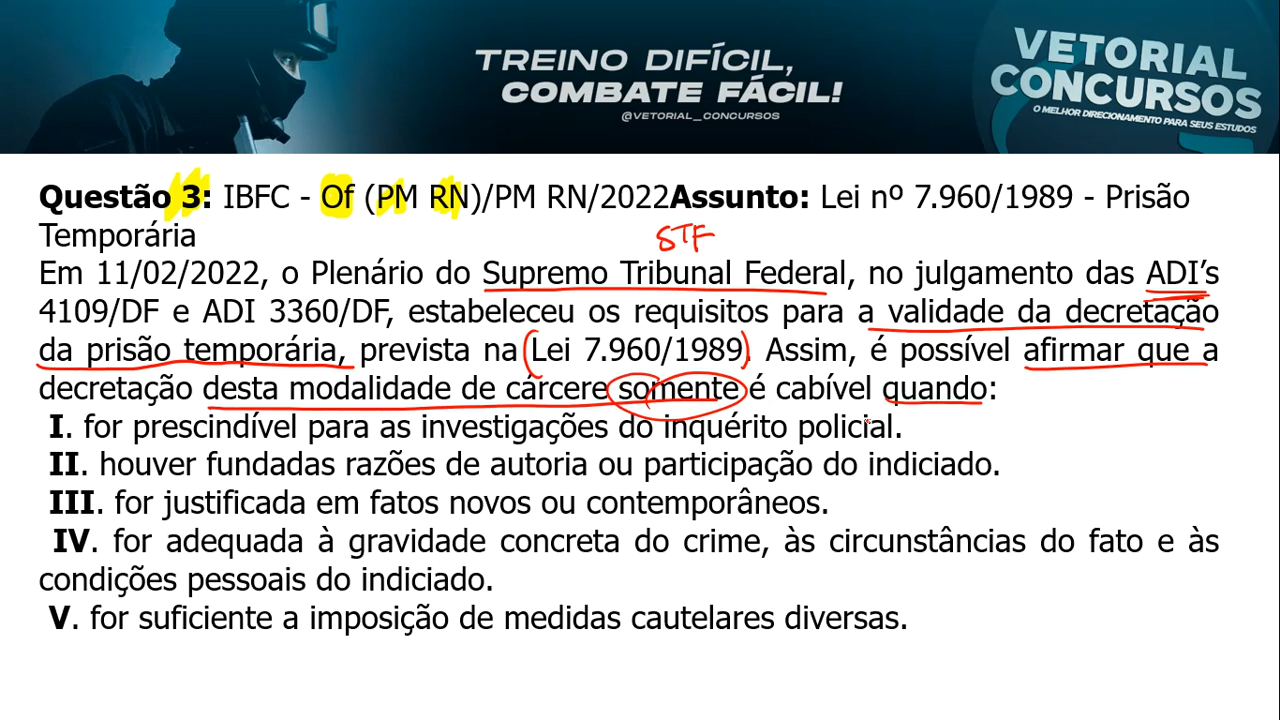 TREINO DIFÍCIL,
COMBATE FÁCIL!
@VETORIAL_CONCURSOS
VETORIAL
CONCURSOS
O MELHOR DIRECIONAMENTO PARA SEUS ESTUDOS
Questão 3: IBFC - Of (PM RN)/PM RN/2022Assunto: Lei nº 7.960/1989 - Prisão
Temporária
STF
Em 11/02/2022, o Plenário do Supremo Tribunal Federal, no julgamento das ADI's
4109/DF e ADI 3360/DF, estabeleceu os requisitos para a validade da decretação
da prisão temporária, prevista na Lei 7.960/1989. Assim, é possível afirmar que a
decretação desta modalidade de cárcere somente é cabível quando:
I. for prescindível para as investigações do inquérito policial.
II. houver fundadas razões de autoria ou participação do indiciado.
III. for justificada em fatos novos ou contemporâneos.
IV. for adequada à gravidade concreta do crime, às circunstâncias do fato e às
condições pessoais do indiciado.
V. for suficiente a imposição de medidas cautelares diversas.